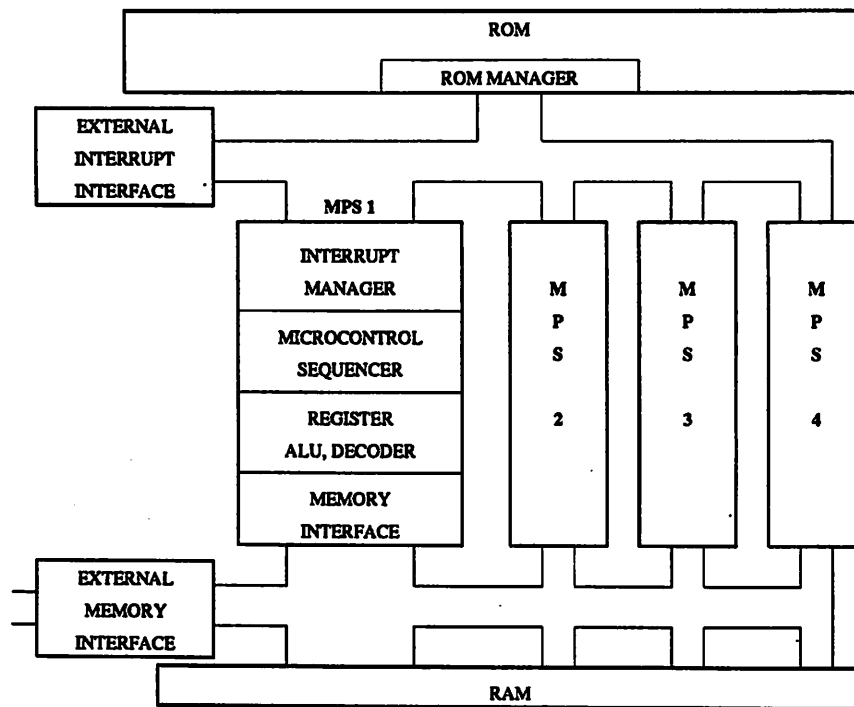 ROM
ROM MANAGER
EXTERNAL
INTERRUPT
INTERFACE
MPS 1
INTERRUPT
MANAGER
MICROCONTROL
SEQUENCER
REGISTER
ALU, DECODER
MEMORY
INTERFACE
M
P
S
2
M
P
S
3
M
P
S
4
EXTERNAL
MEMORY
INTERFACE
RAM